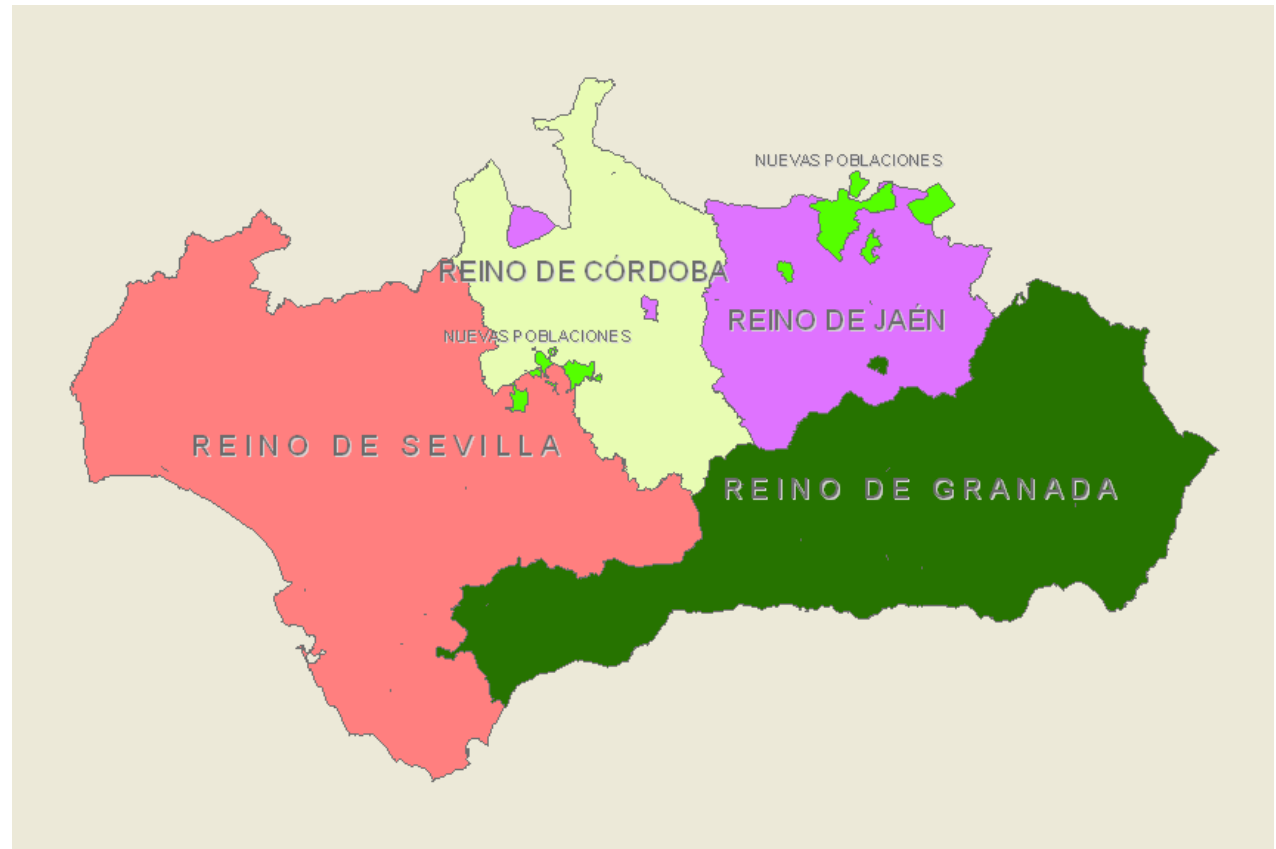 NUEVAS POBLACIONES
REINO DE CÓRDOBA
REINO DE JAÉN
NUEVAS POBLACIONES
REINO DE SEVILLA
REINO DE GRANADA